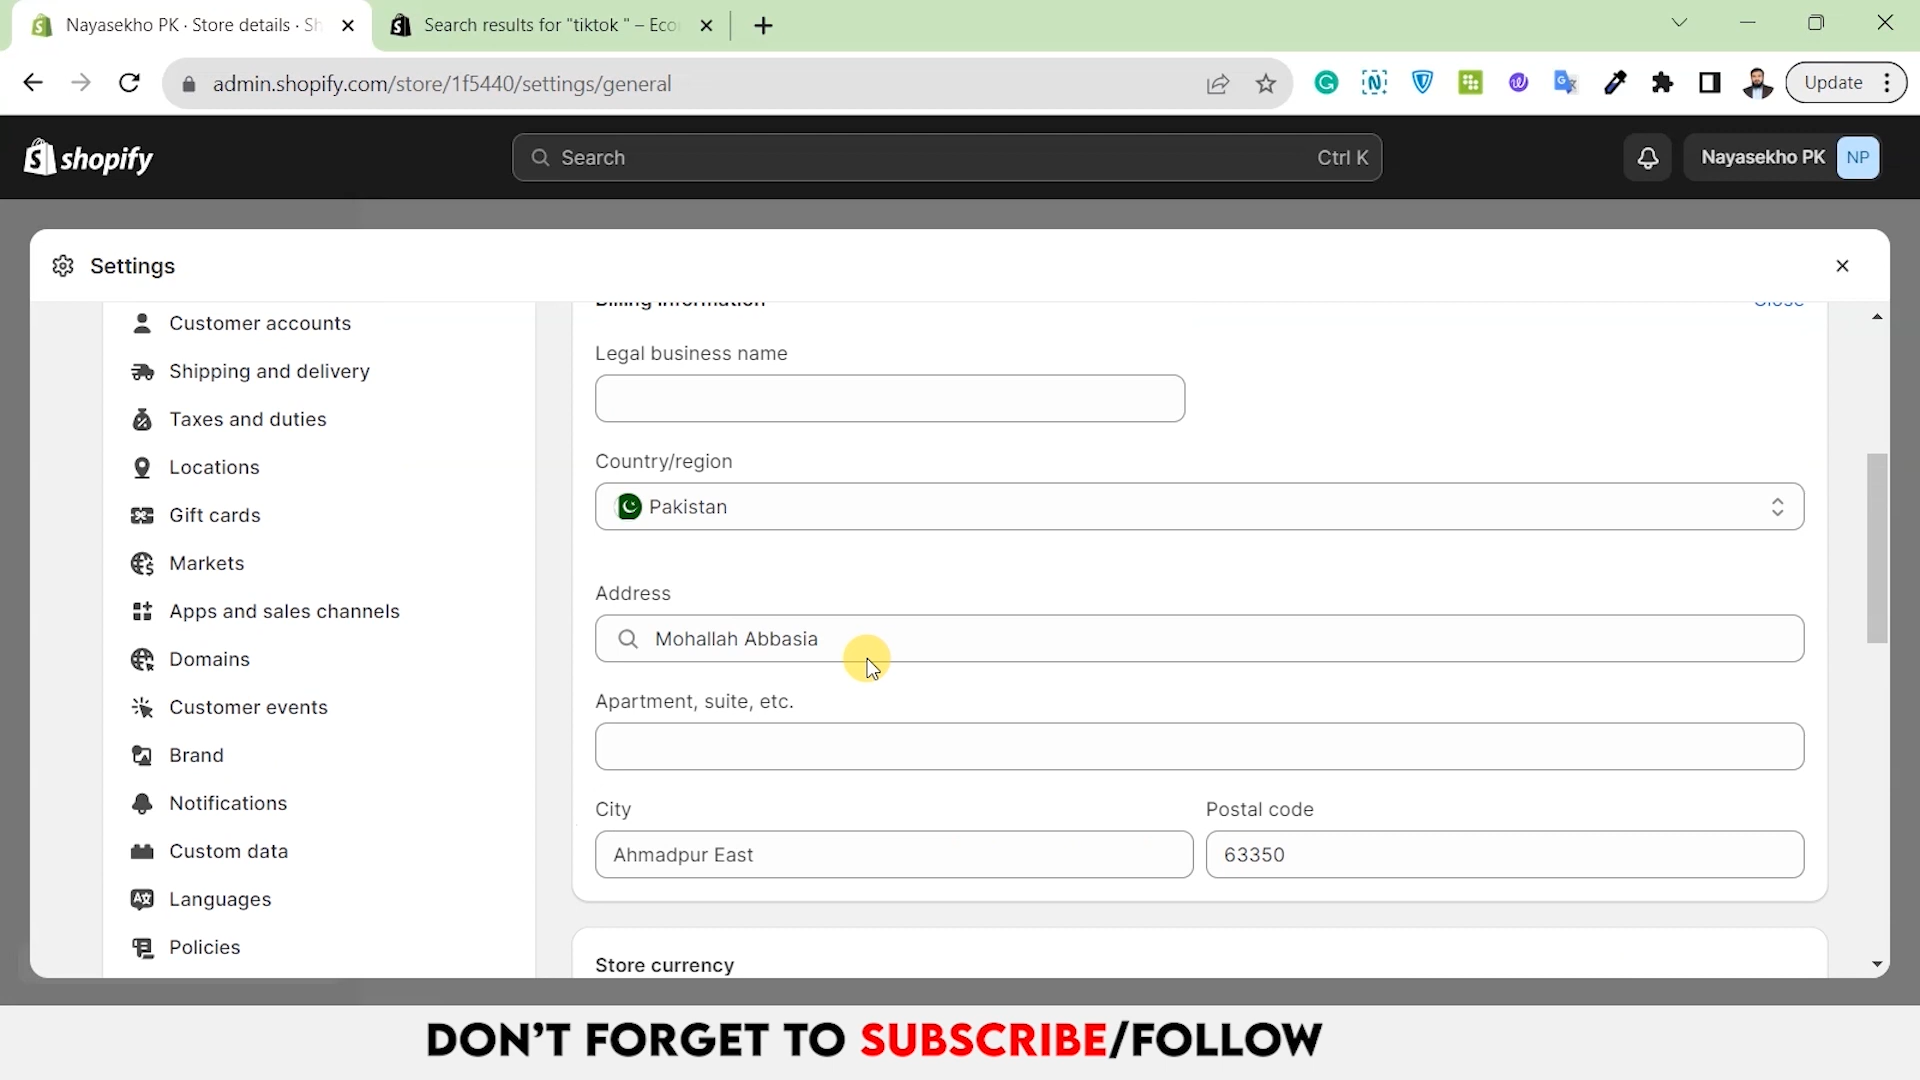 Nayasekho PK · Store details · Sh
Search results for "tiktok " – Eco
admin.shopify.com/store/1f5440/settings/general
Update
shopify
Search
Ctrl K
Nayasekho PK
NP
Settings
Customer accounts
Shipping and delivery
Taxes and duties
Locations
Gift cards
Markets
Apps and sales channels
Domains
Customer events
Brand
Notifications
Custom data
Languages
Policies
Billing information
Close
Legal business name
Country/region
Pakistan
Address
Mohallah Abbasia
Apartment, suite, etc.
City
Postal code
Ahmadpur East
63350
Store currency
DON'T FORGET TO SUBSCRIBE/FOLLOW